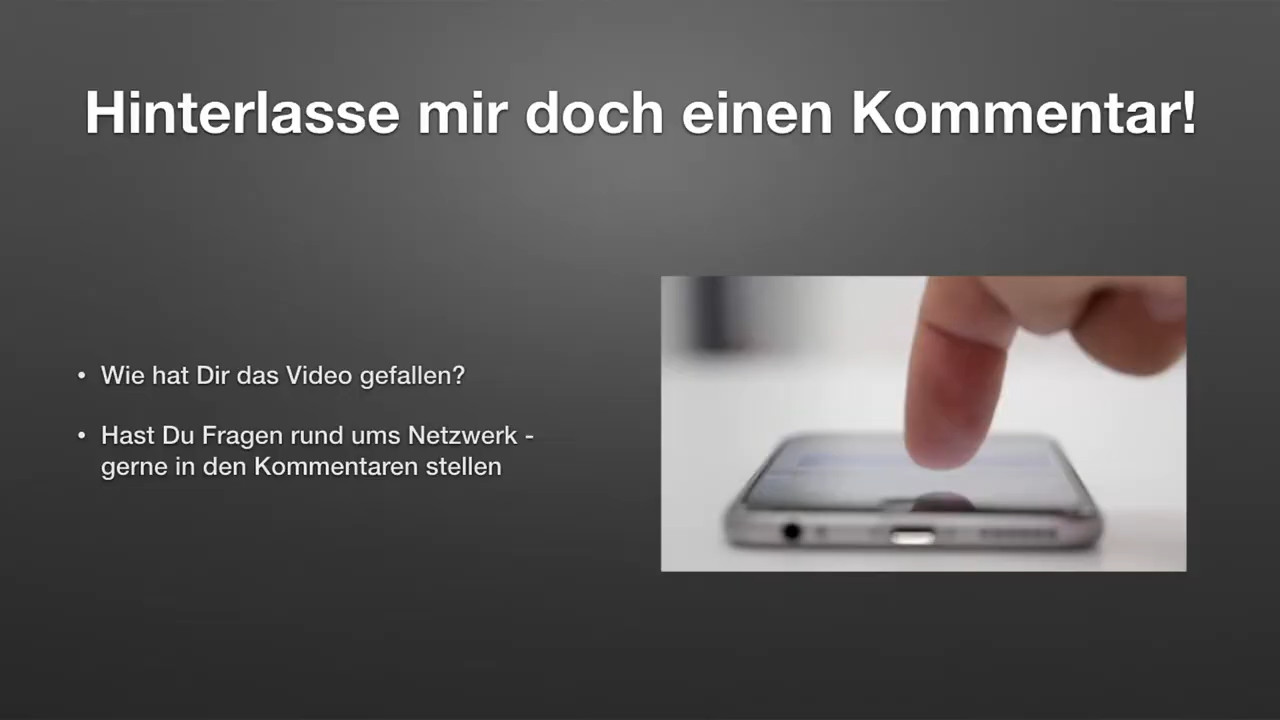 Hinterlasse mir doch einen Kommentar!
• Wie hat Dir das Video gefallen?
• Hast Du Fragen rund ums Netzwerk -
gerne in den Kommentaren stellen